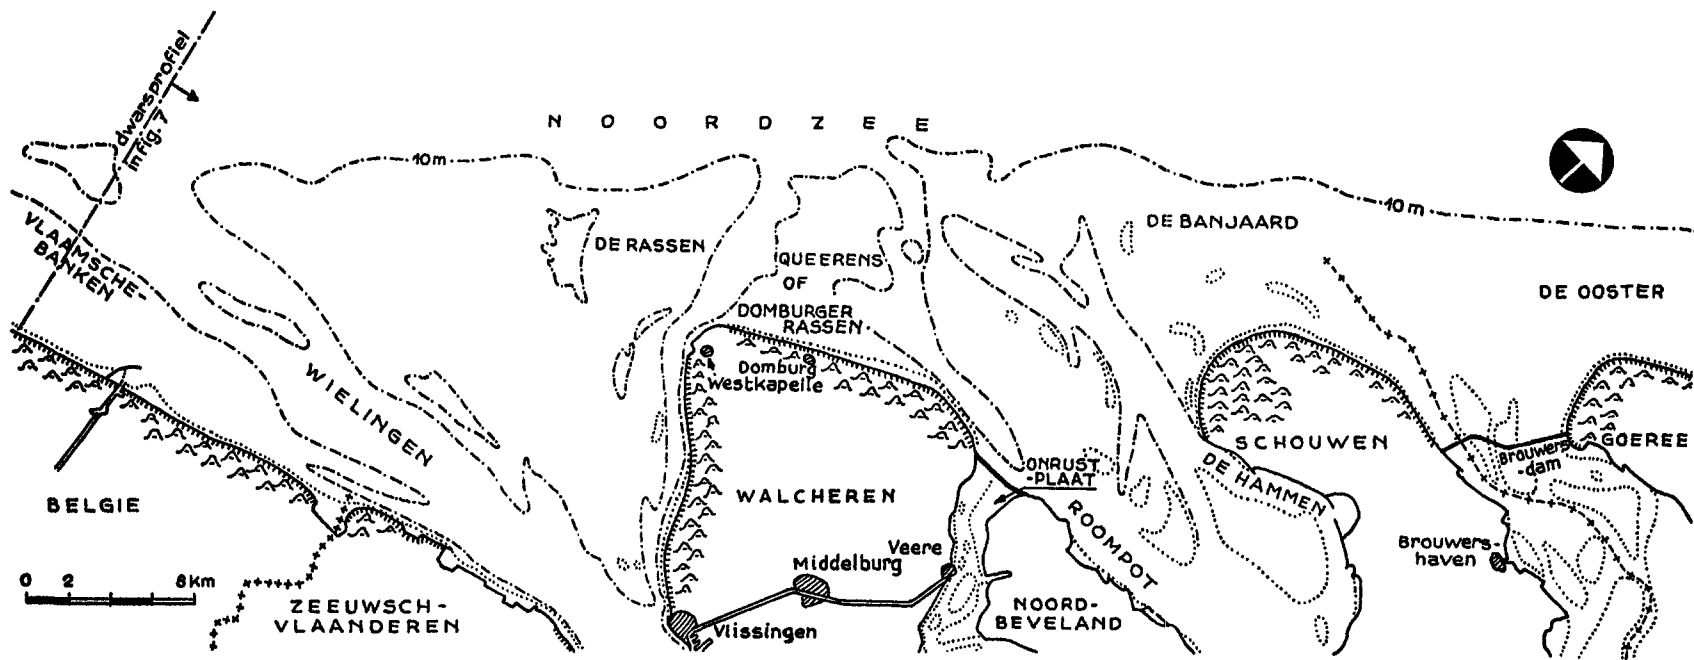 dwarsprofiel
in fig. 7
NOORDZEE
10m
10m
VLAAMSCHE-
BANKEN
DE RASSEN
QUEERENS
OF
DOMBURGER
RASSEN
DE BANJAARD
DE OOSTER
Domburg
Westkapelle
WIELINGEN
BELGIE
WALCHEREN
ONRUST
-PLAAT
ROOMPOT
SCHOUWEN
DE HAMMEN
GOEREE
Brouwers-
-dam
Brouwers-
haven
Veere
Middelburg
Vlissingen
NOORD-
BEVELAND
0 2 8Km
ZEEUWSCH-
VLAANDEREN